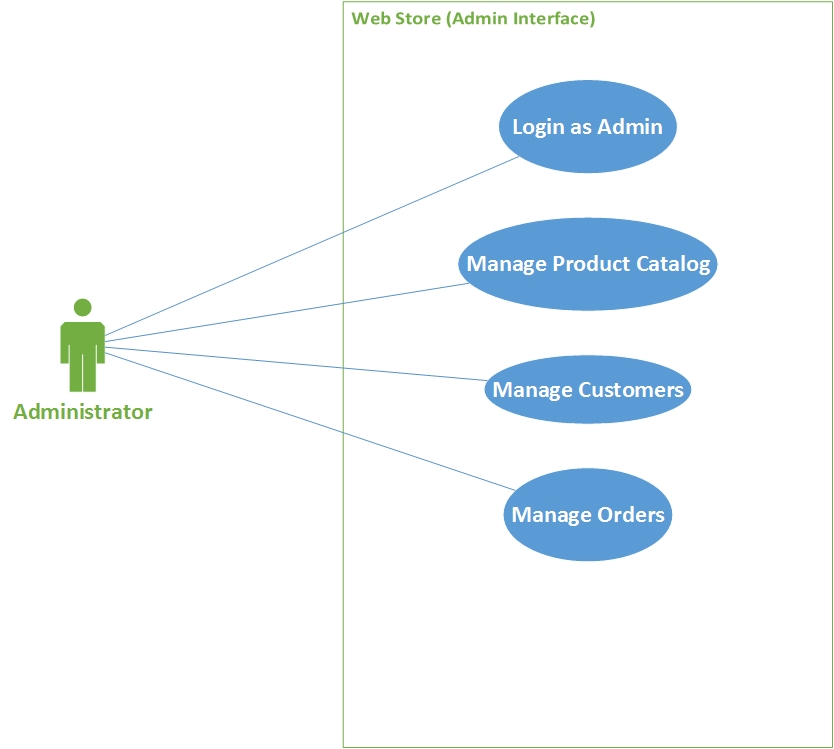 Web Store (Admin Interface)
Login as Admin
Manage Product Catalog
Manage Customers
Administrator
Manage Orders